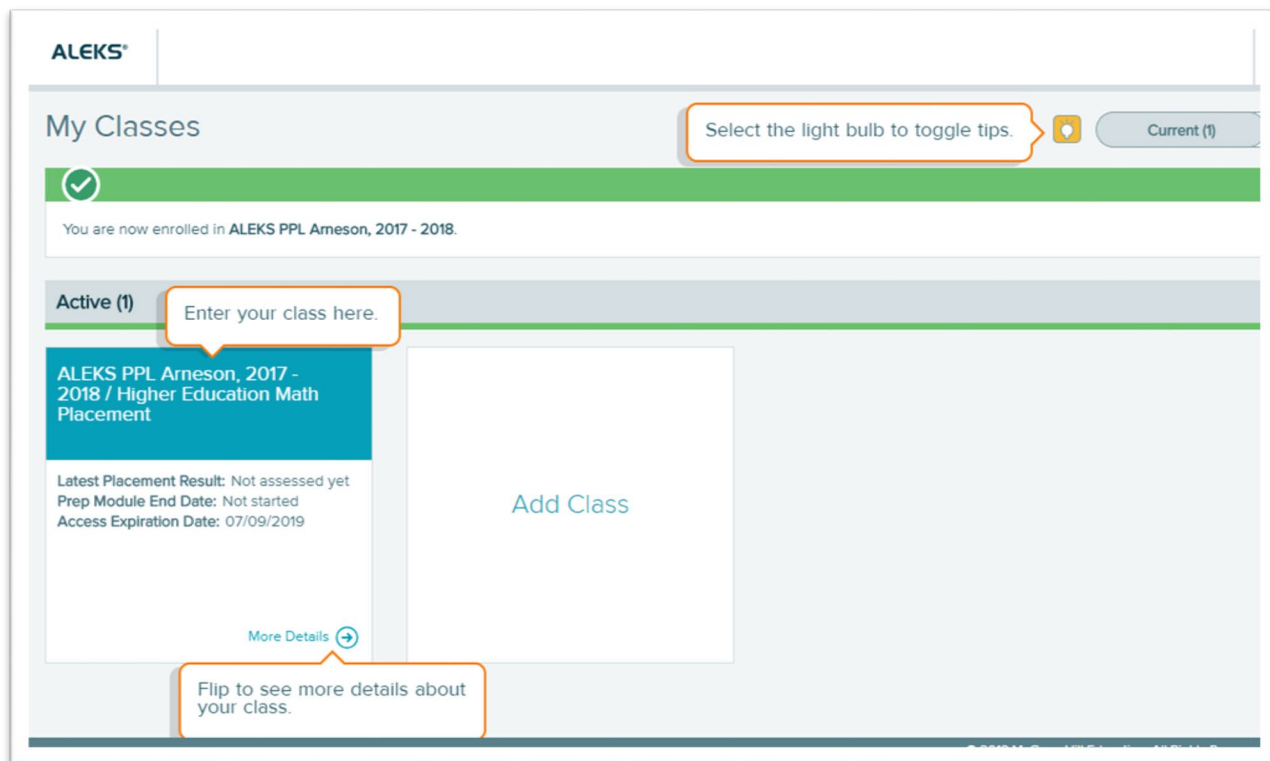 ALEKS®
My Classes
Select the light bulb to toggle tips.
Current (1)
You are now enrolled in ALEKS PPL Arneson, 2017 - 2018.
Active (1)
Enter your class here.
ALEKS PPL Arneson, 2017 -
2018 / Higher Education Math
Placement
Latest Placement Result: Not assessed yet
Prep Module End Date: Not started
Access Expiration Date: 07/09/2019
Add Class
More Details
Flip to see more details about
your class.